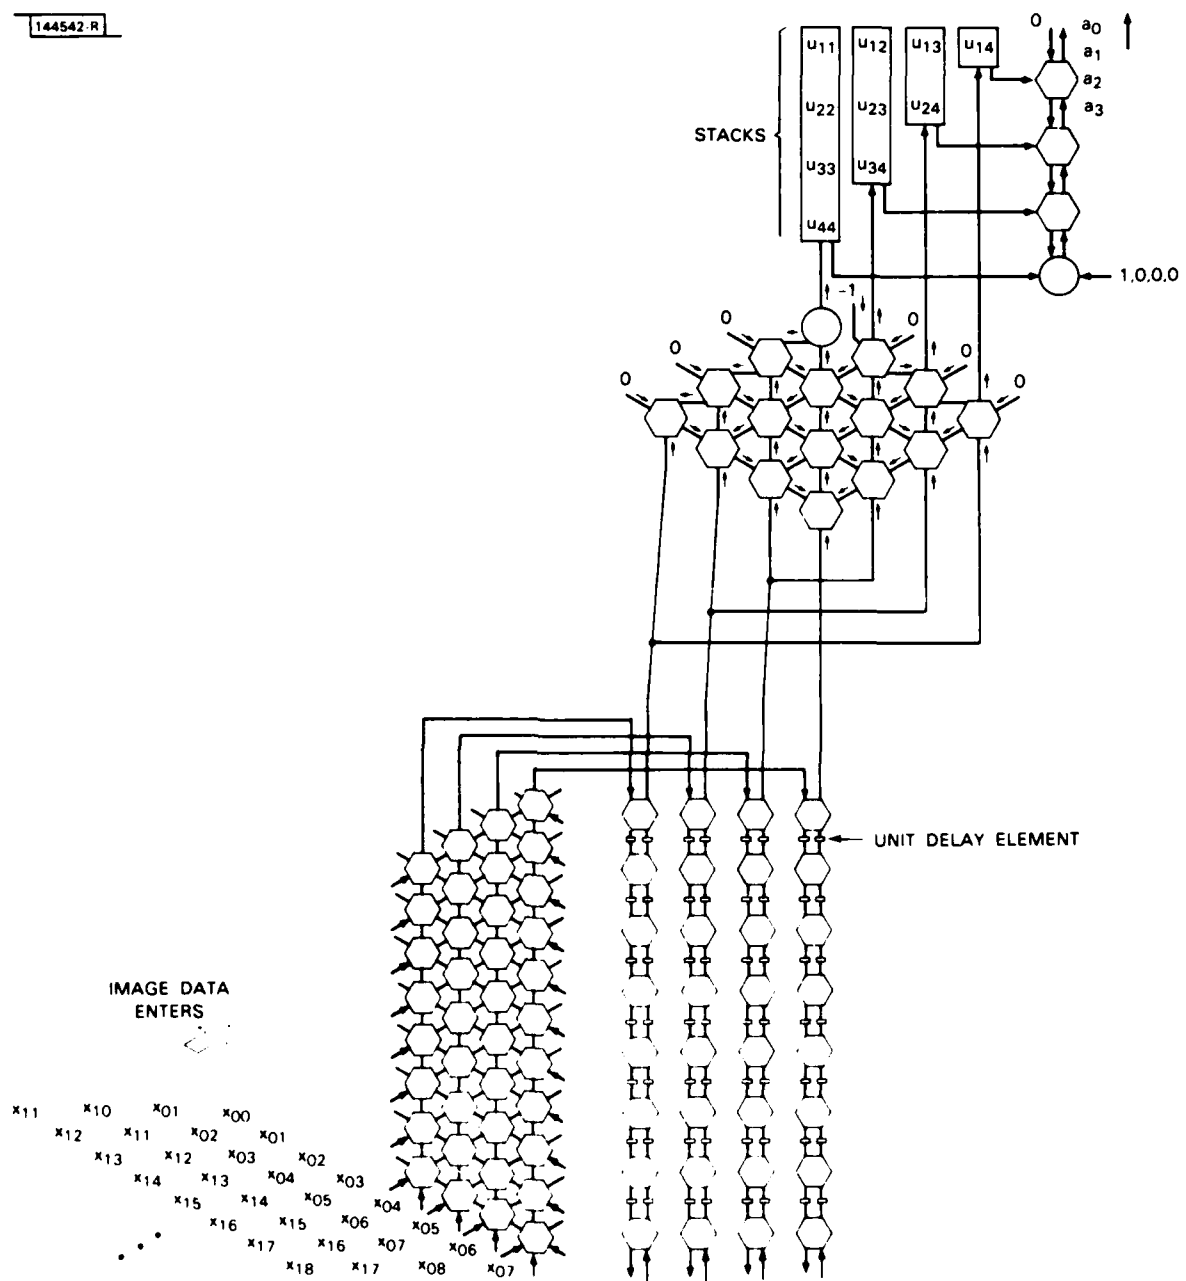 144542-R
0 a0
a1
a2
a3
u11 u12 u13 u14
u22 u23 u24
u33 u34
u44
STACKS
1,0,0,0
-1
0 0
0 0
0 0
UNIT DELAY ELEMENT
IMAGE DATA
ENTERS
x11 x10 x01 x00
x12 x11 x02 x01
x13 x12 x03 x02
x14 x13 x04 x03
x15 x14 x05 x04
x16 x15 x06 x05
x17 x16 x07 x06
x18 x17 x08 x07